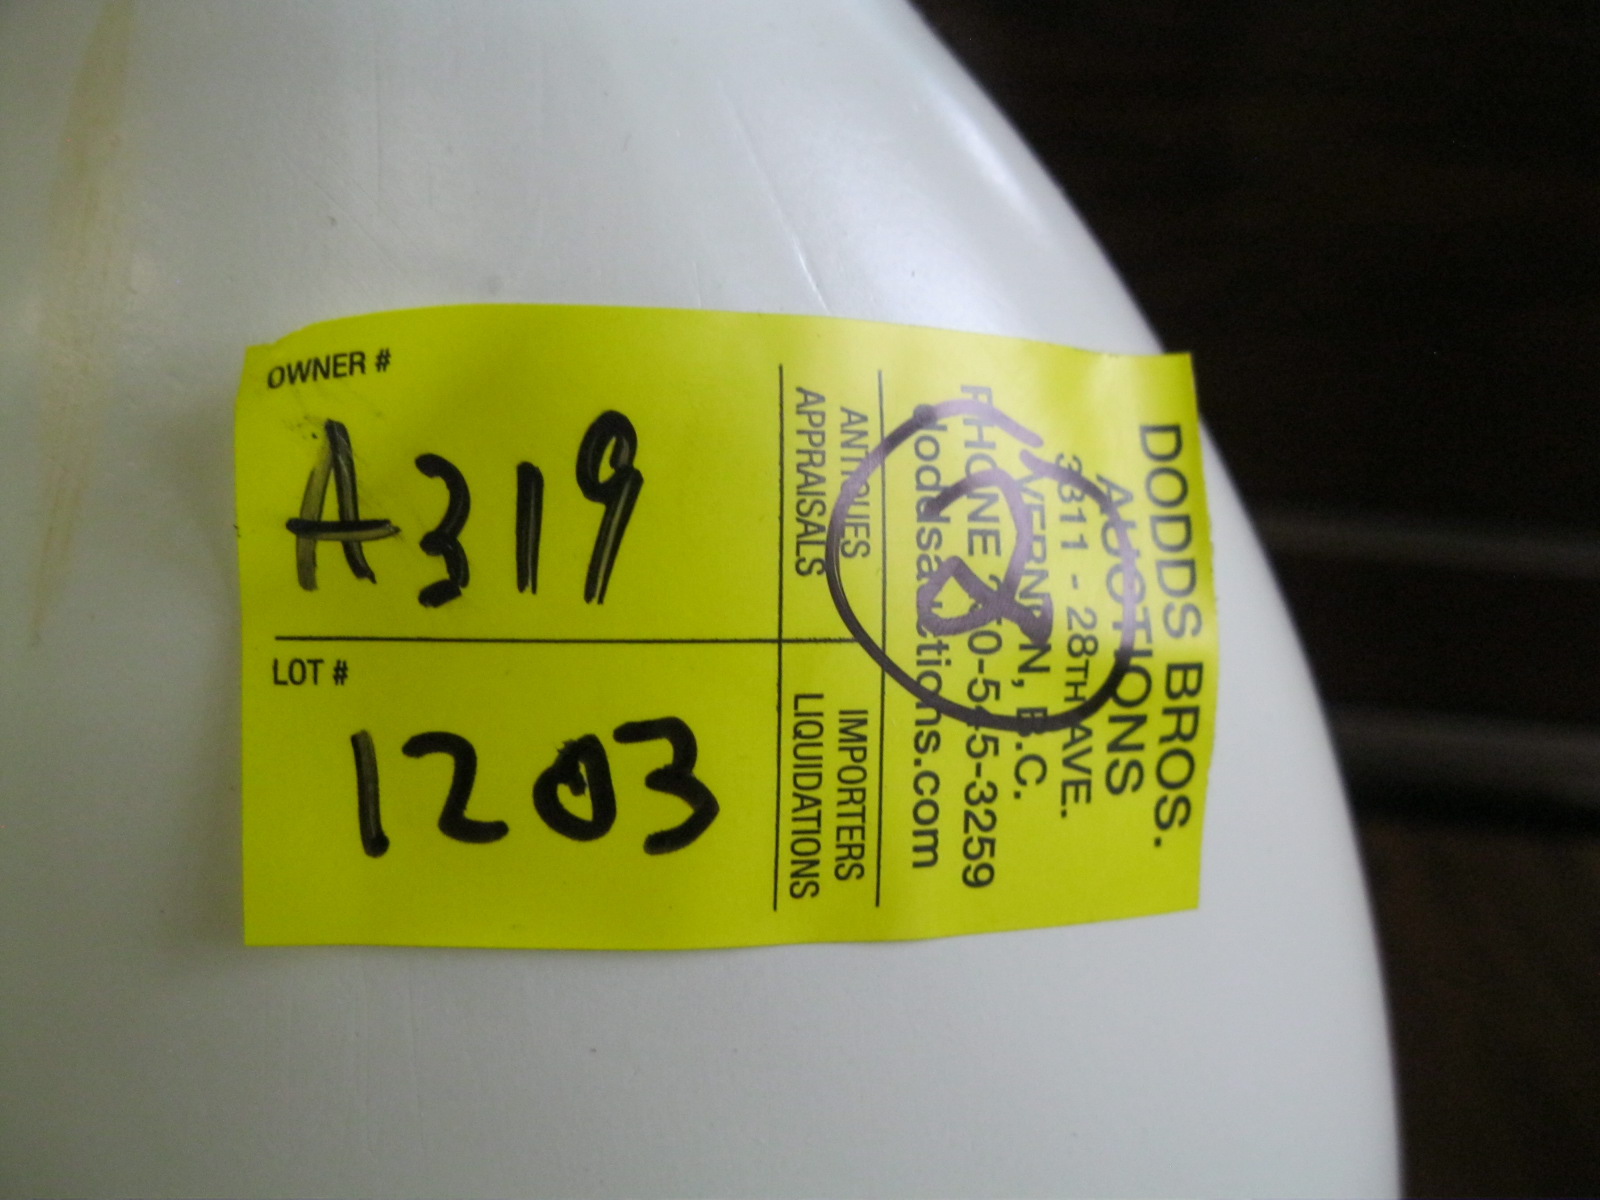 OWNER #
A319
LOT #
1203
DODDS BROS.
AUCTIONS
3311 - 28TH AVE.
VERNON, B.C.
PHONE 250-545-3259
doddsauctions.com
ANTIQUES
APPRAISALS
IMPORTERS
LIQUIDATIONS
8